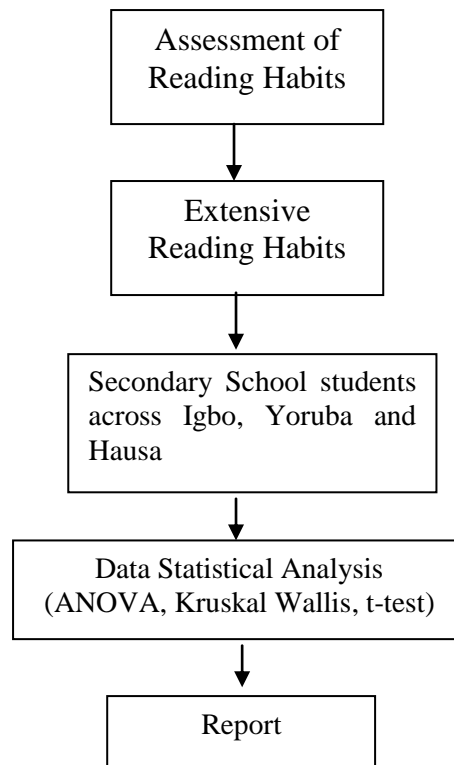 Assessment of
Reading Habits
Extensive
Reading Habits
Secondary School students
across Igbo, Yoruba and
Hausa
Data Statistical Analysis
(ANOVA, Kruskal Wallis, t-test)
Report